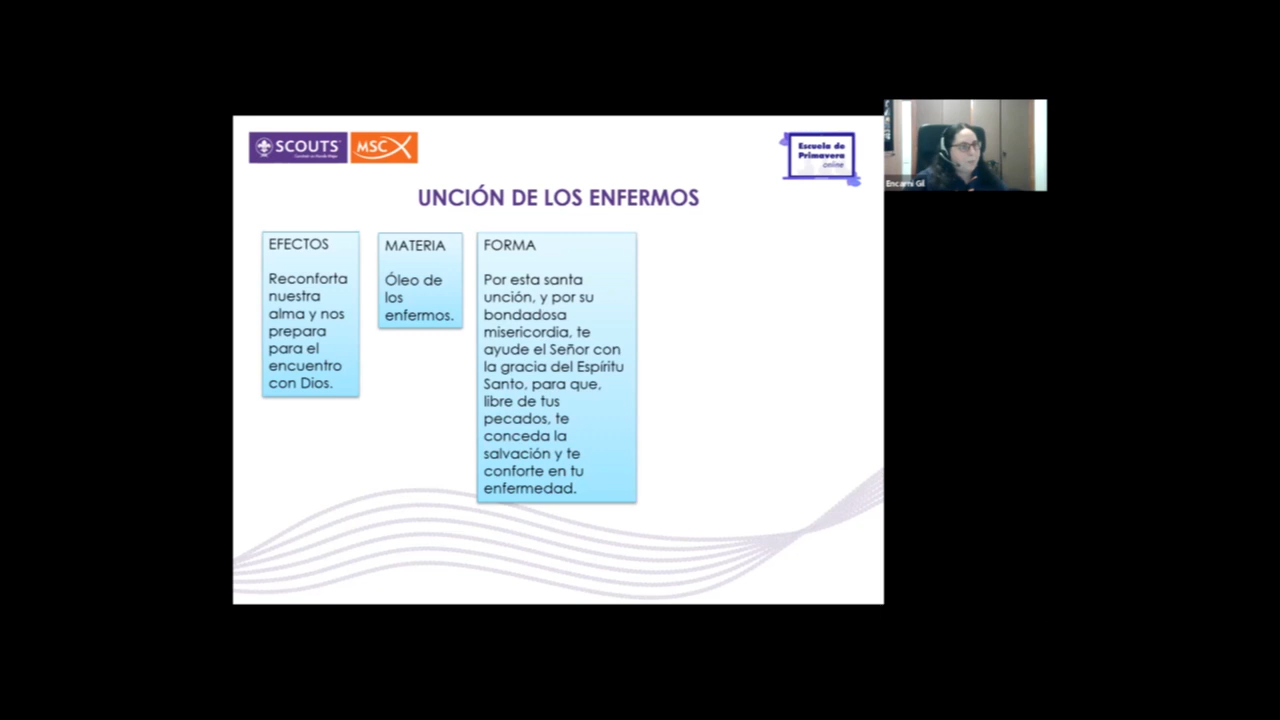 SCOUTS
MSC
Escuela de
Primavera
online
Encarni Gil
UNCIÓN DE LOS ENFERMOS
EFECTOS
Reconforta
nuestra
alma y nos
prepara
para el
encuentro
con Dios.
MATERIA
Óleo de
los
enfermos.
FORMA
Por esta santa
unción, y por su
bondadosa
misericordia, te
ayude el Señor con
la gracia del Espíritu
Santo, para que,
libre de tus
pecados, te
conceda la
salvación y te
conforte en tu
enfermedad.